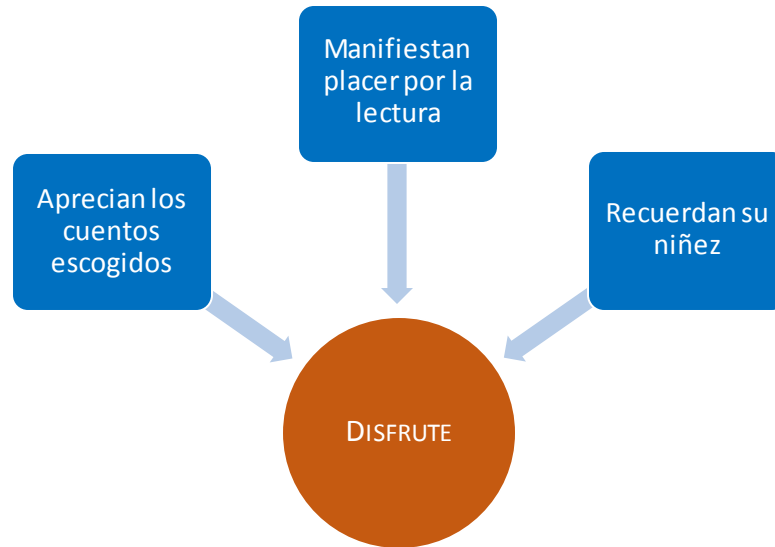 Manifiestan
placer por la
lectura
Aprecian los
cuentos
escogidos
Recuerdan su
niñez
DISFRUTE